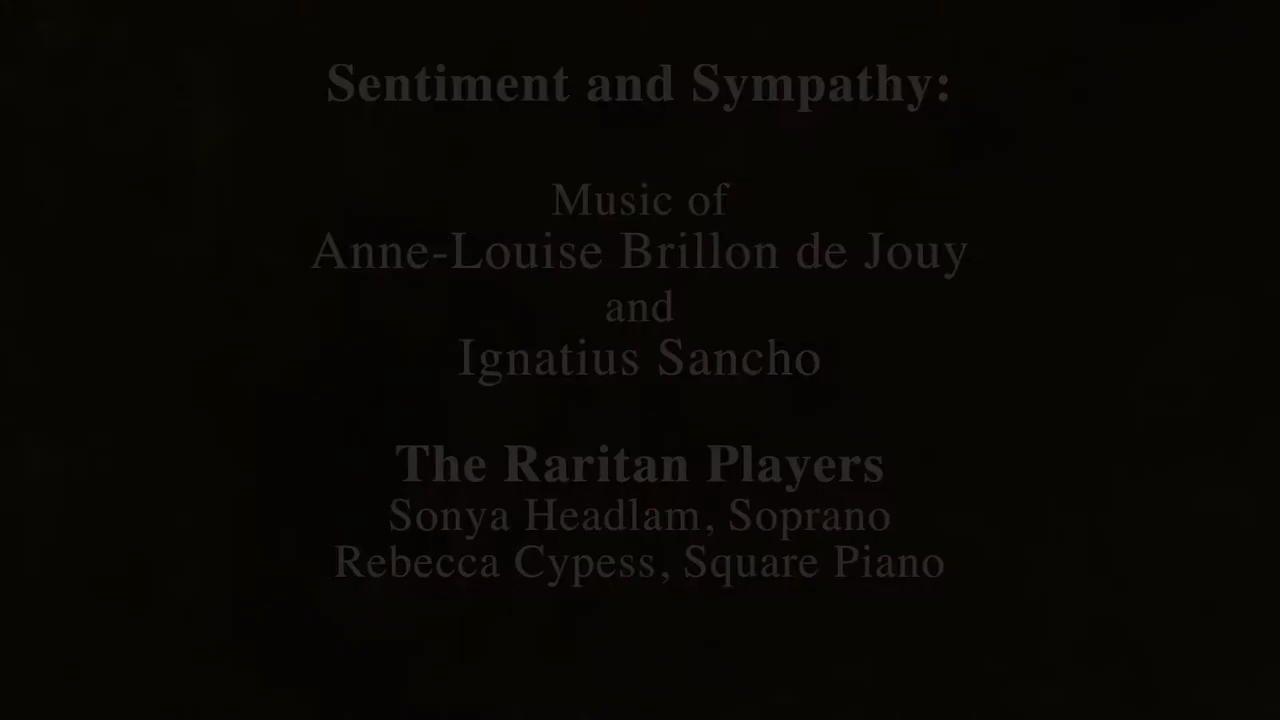 Sentiment and Sympathy:
Music of
Anne-Louise Brillon de Jouy
and
Ignatius Sancho
The Raritan Players
Sonya Headlam, Soprano
Rebecca Cypess, Square Piano